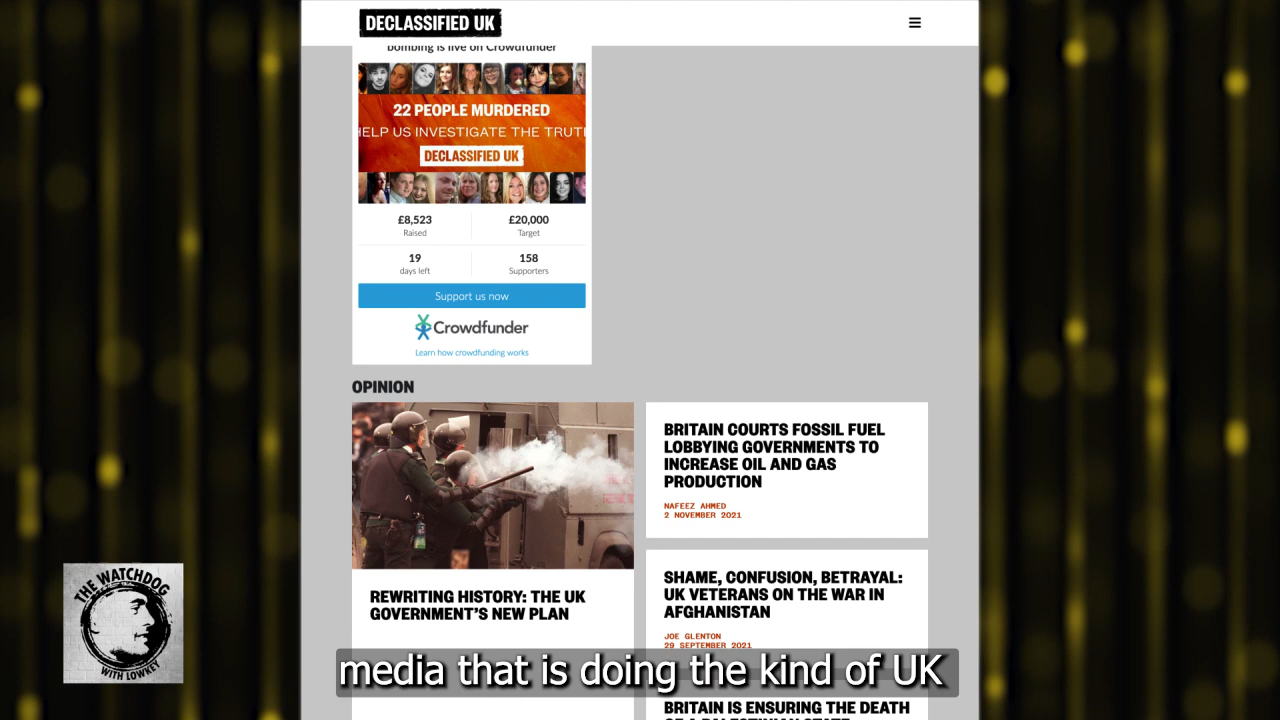 DECLASSIFIED UK
bombing is live on Crowdfunder
22 PEOPLE MURDERED
HELP US INVESTIGATE THE TRUTH
DECLASSIFIED UK
£8,523
Raised
£20,000
Target
19
days left
158
Supporters
Support us now
Crowdfunder
Learn how crowdfunding works
OPINION
REWRITING HISTORY: THE UK
GOVERNMENT'S NEW PLAN
BRITAIN COURTS FOSSIL FUEL
LOBBYING GOVERNMENTS TO
INCREASE OIL AND GAS
PRODUCTION
NAFEEZ AHMED
2 NOVEMBER 2021
SHAME, CONFUSION, BETRAYAL:
UK VETERANS ON THE WAR IN
AFGHANISTAN
JOE GLENTON
29 SEPTEMBER 2021
BRITAIN IS ENSURING THE DEATH
OF A PALESTINIAN STATE
THE WATCHDOG
WITH LOWKEY
media that is doing the kind of UK